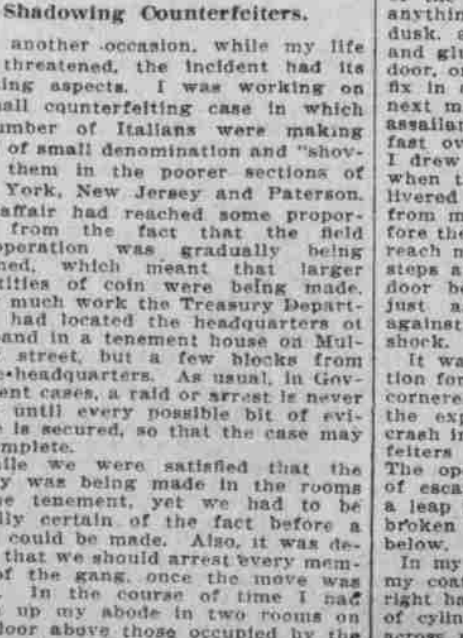 Shadowing Counterfeiters.
another occasion, while my life
threatened, the incident had its
ing aspects. I was working on
all counterfeiting case in which
umber of Italians were making
of small denomination and "shov-
them in the poorer sections of
York, New Jersey and Paterson.
affair had reached some propor-
from the fact that the field
operation was gradually being
ned, which meant that larger
tities of coin were being made.
much work the Treasury Depart-
had located the headquarters of
and in a tenement house on Mul-
street, but a few blocks from
headquarters. As usual, in Gov-
ent cases, a raid or arrest is never
until every possible bit of evi-
e is secured, so that the case may
mplete.
ile we were satisfied that the
y was being made in the rooms
e tenement, yet we had to be
lly certain of the fact before a
could be made. Also, it was de-
that we should arrest every mem-
of the gang, once the move was
In the course of time I had
up my abode in two rooms on
loor above those occupied by the
anythin
dusk, a
and glu
door, o
fix in
next m
assailan
fast ov
I drew
when t
livered
from m
fore the
reach m
steps a
door be
just a
against
shock.
It wa
tion for
cornere
the exp
crash in
feiters
The op
of esca
a leap
broken
below.
In my
my coat
right ha
of cylin